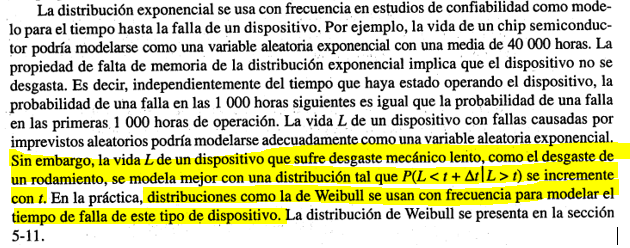 La distribución exponencial se usa con frecuencia en estudios de confiabilidad como mode-
lo para el tiempo hasta la falla de un dispositivo. Por ejemplo, la vida de un chip semiconduc-
tor podría modelarse como una variable aleatoria exponencial con una media de 40 000 horas. La
propiedad de falta de memoria de la distribución exponencial implica que el dispositivo no se
desgasta. Es decir, independientemente del tiempo que haya estado operando el dispositivo, la
probabilidad de una falla en las 1 000 horas siguientes es igual que la probabilidad de una falla
en las primeras 1 000 horas de operación. La vida L de un dispositivo con fallas causadas por
imprevistos aleatorios podría modelarse adecuadamente como una variable aleatoria exponencial.
Sin embargo, la vida L de un dispositivo que sufre desgaste mecánico lento, como el desgaste de
un rodamiento, se modela mejor con una distribución tal que P(L < t + Δt|L > t) se incrementa
con t. En la práctica, distribuciones como la de Weibull se usan con frecuencia para modelar el
tiempo de falla de este tipo de dispositivo. La distribución de Weibull se presenta en la sección
5-11.